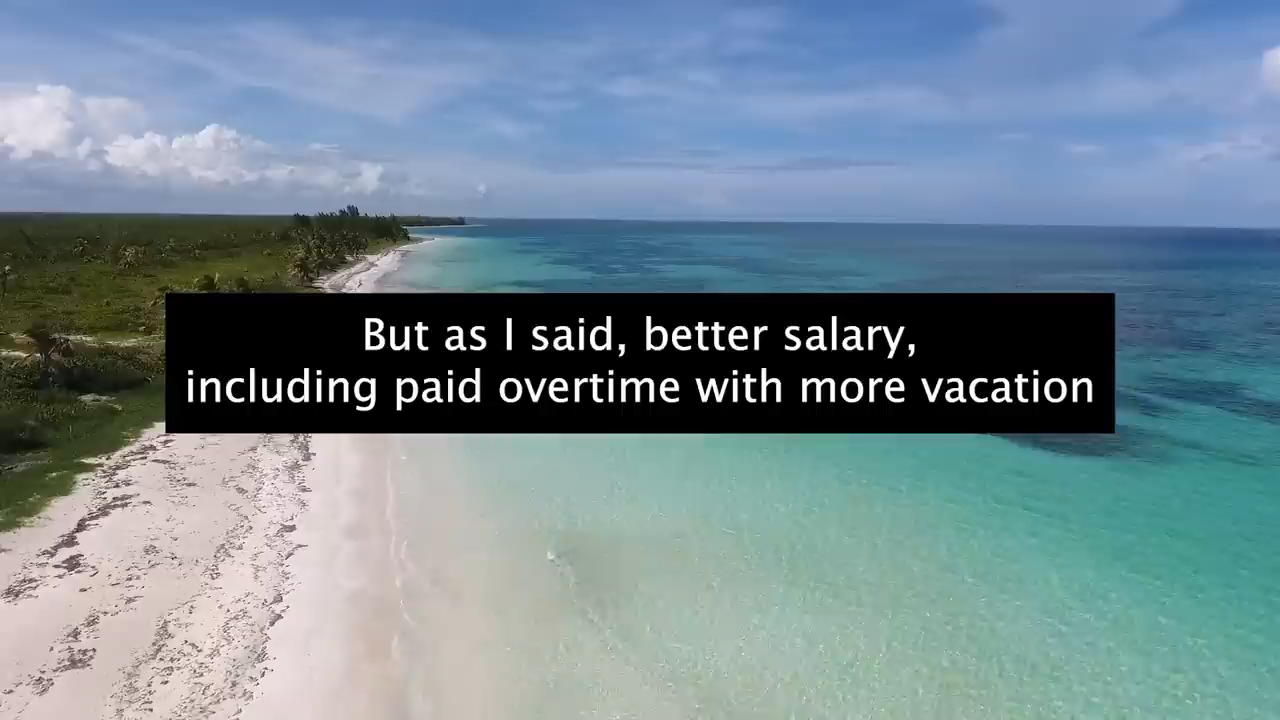 But as I said, better salary,
including paid overtime with more vacation